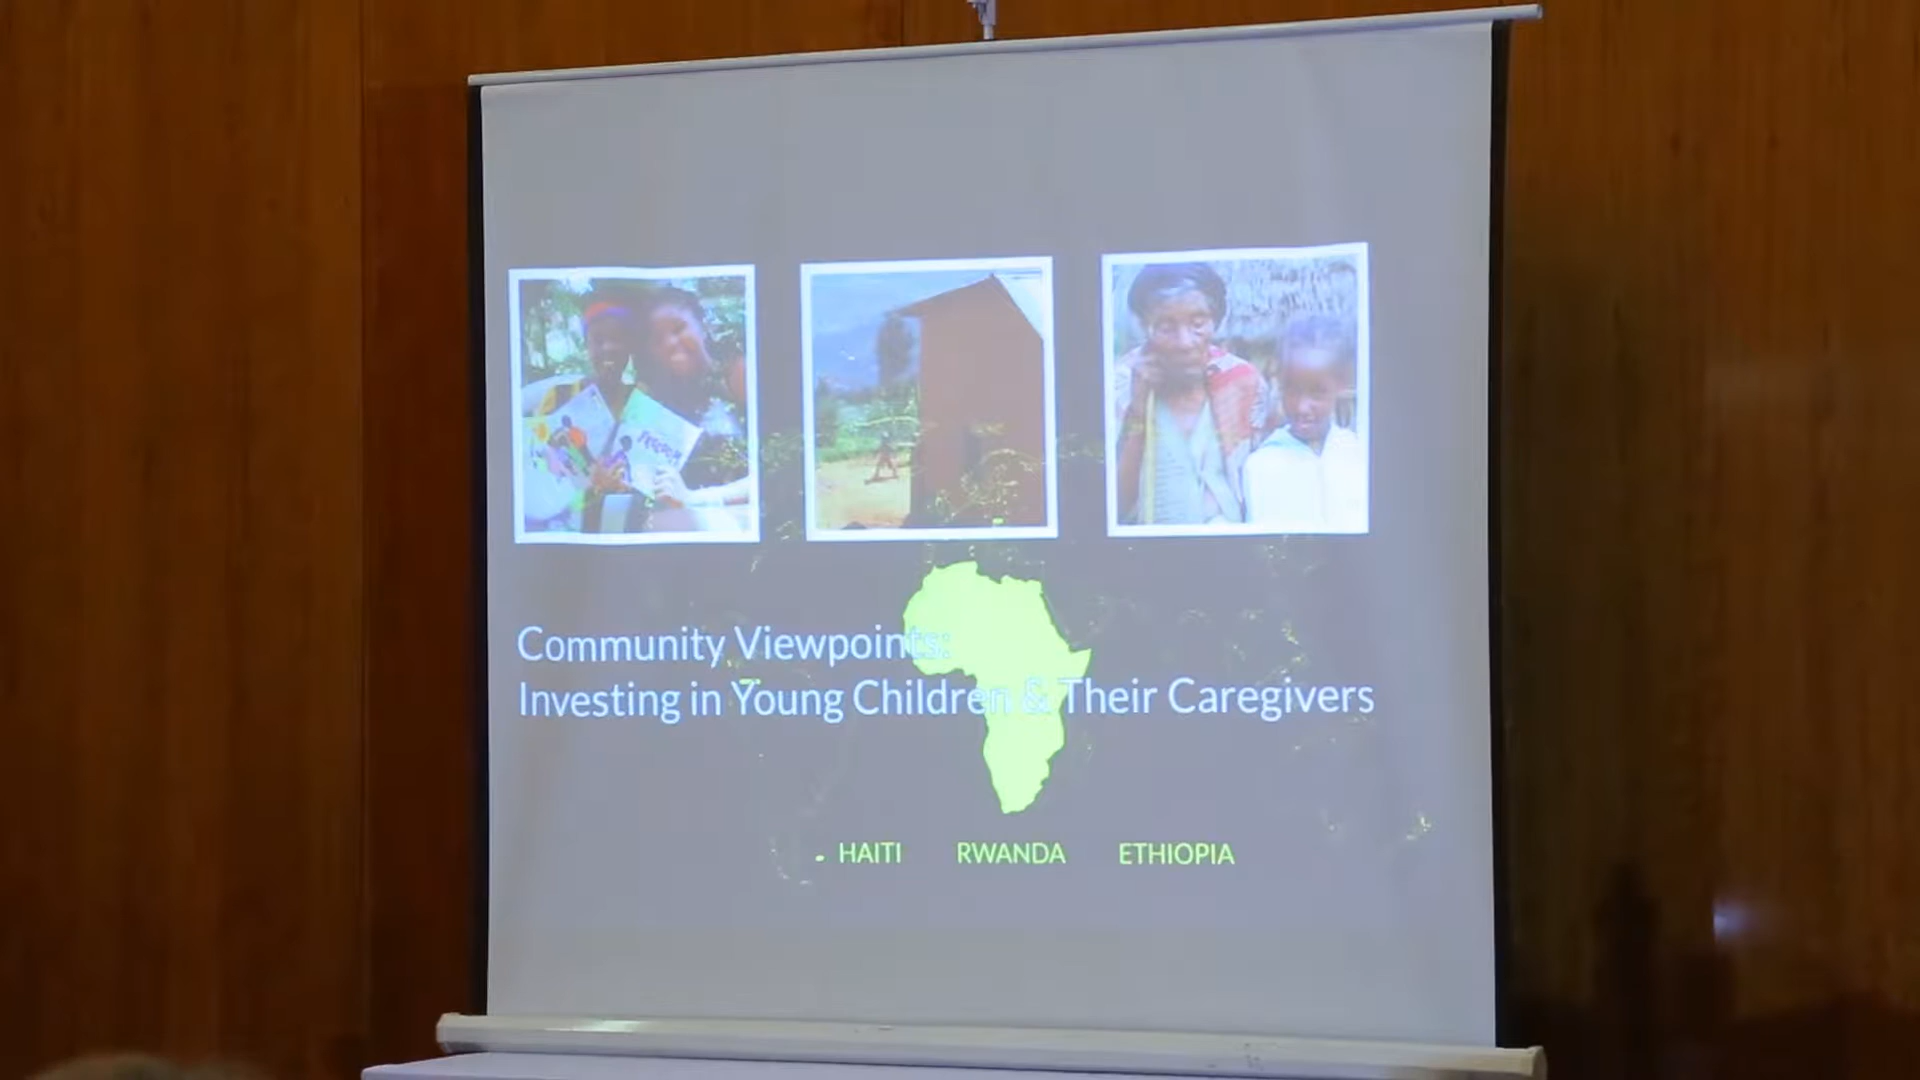 Community Viewpoints:
Investing in Young Children & Their Caregivers
HAITI RWANDA ETHIOPIA